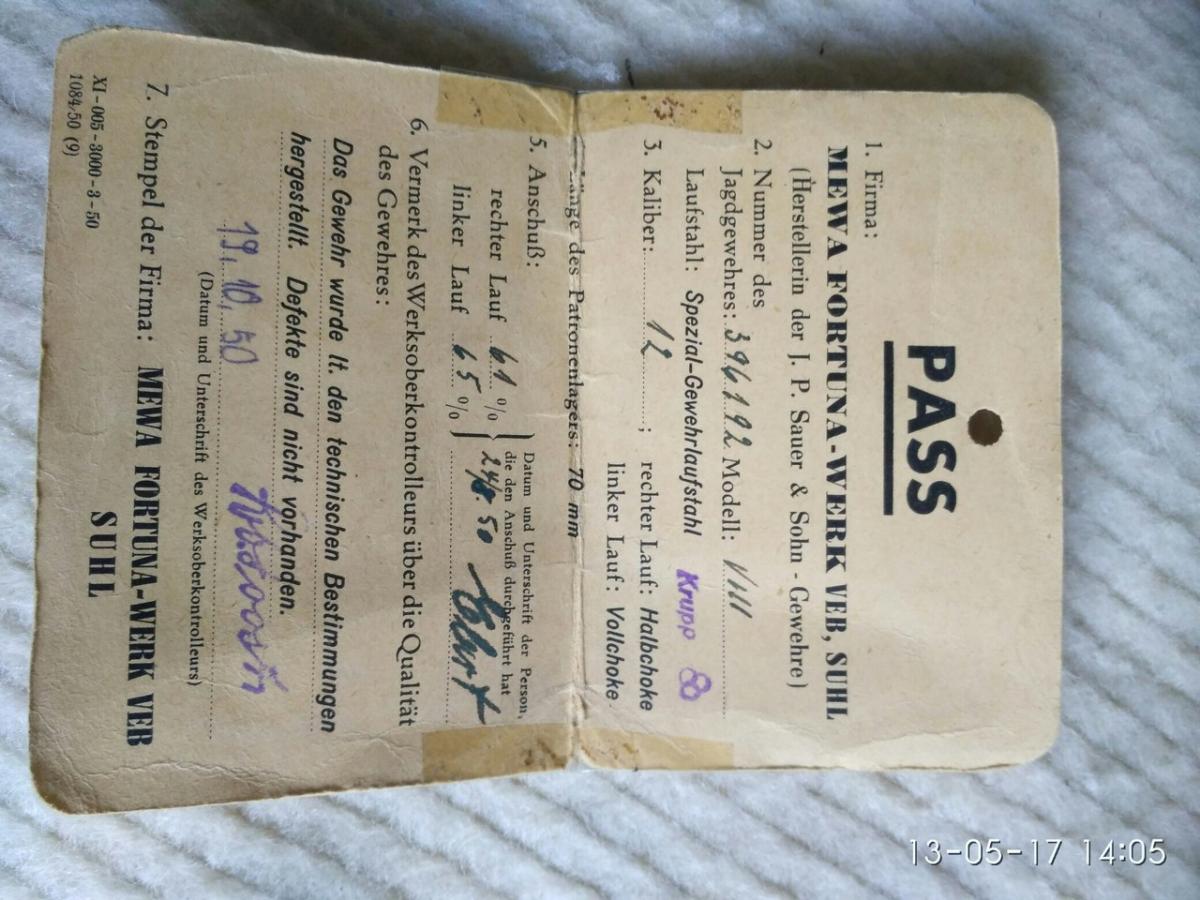 PASS
1. Firma:
MEWA FORTUNA-WERK VEB, SUHL
(Herstellerin der J. P. Sauer & Sohn - Gewehre)
2. Nummer des
Jagdgewehres: 396192 Modell: VIII
Laufstahl: Spezial-Gewehrlaufstahl Krupp
3. Kaliber: 12 ; rechter Lauf: Halbchoke
linker Lauf: Vollchoke
des Patronenlagers: 70 mm
5. Anschuß:
rechter Lauf 61 %
linker Lauf 65 %
Datum und Unterschrift der Person,
die den Anschuß durchgeführt hat
24/8 50
6. Vermerk des Werksoberkontrolleurs über die Qualität
des Gewehres:
Das Gewehr wurde lt. den technischen Bestimmungen
hergestellt. Defekte sind nicht vorhanden.
19. 10. 50
(Datum und Unterschrift des Werksoberkontrolleurs)
7. Stempel der Firma: MEWA FORTUNA-WERK VEB
SUHL
XI-005-3000-3-50
1084/50 (9)
13-05-17 14:05